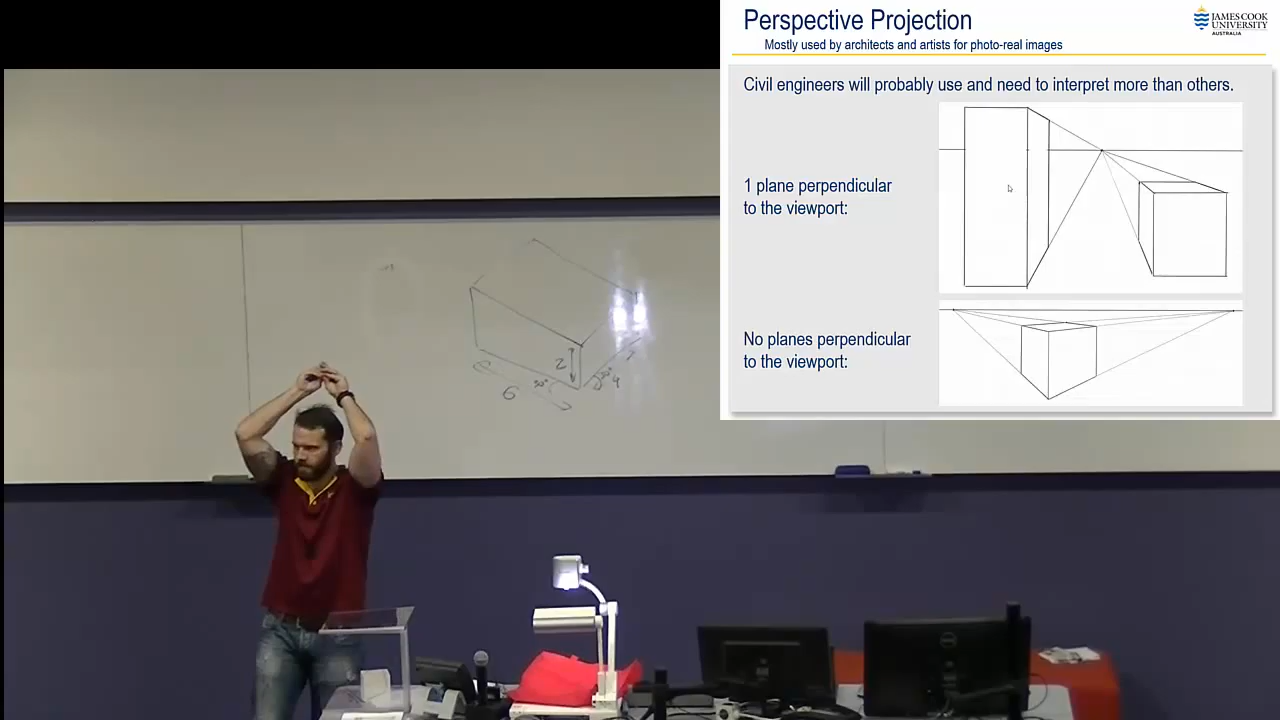 Perspective Projection
Mostly used by architects and artists for photo-real images
JAMES COOK
UNIVERSITY
AUSTRALIA
Civil engineers will probably use and need to interpret more than others.
1 plane perpendicular
to the viewport:
No planes perpendicular
to the viewport:
2
6
4